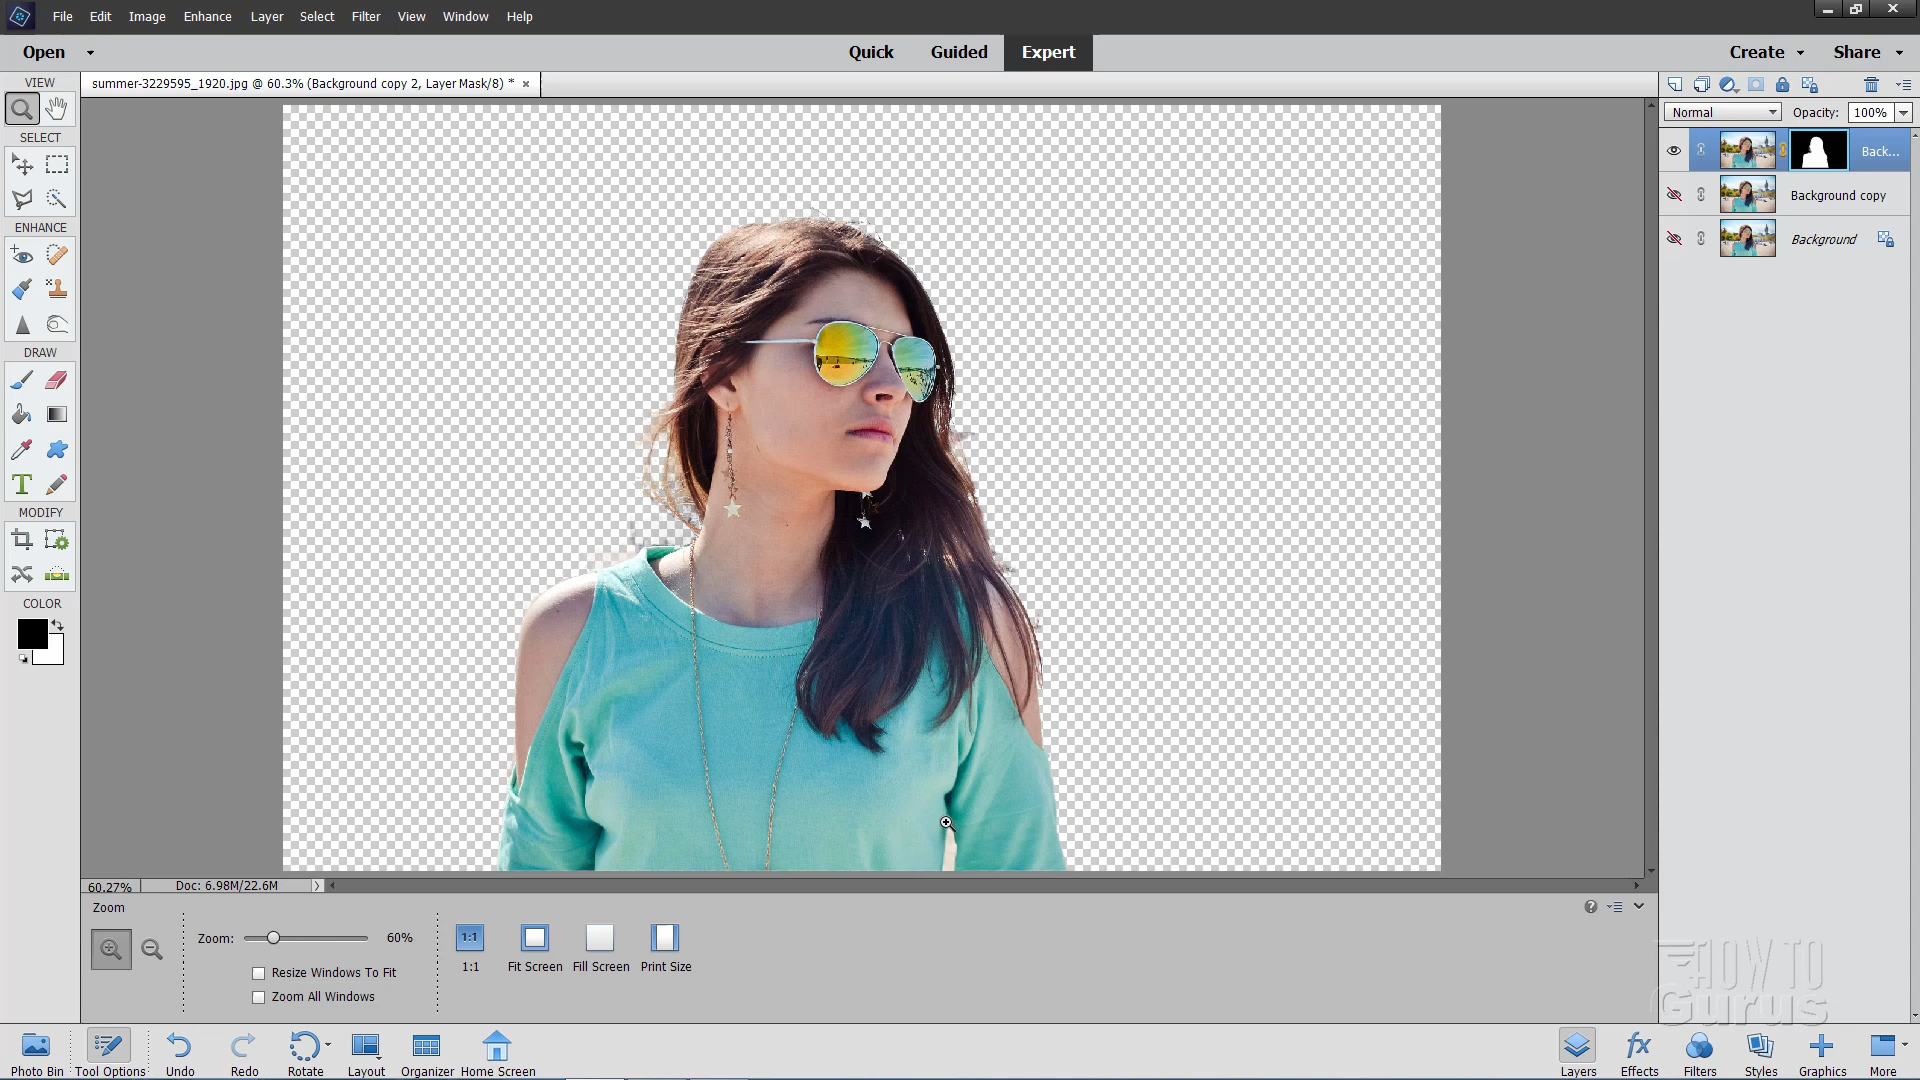 File Edit Image Enhance Layer Select Filter View Window Help
Open Quick Guided Expert Create Share
VIEW summer-3229595_1920.jpg @ 60.3% (Background copy 2, Layer Mask/8) * ×
Normal Opacity: 100%
SELECT
Back...
Background copy
ENHANCE
Background
DRAW
T
MODIFY
COLOR
60.27% Doc: 6.98M/22.6M
Zoom
Zoom: 60% 1:1
1:1 Fit Screen Fill Screen Print Size
Resize Windows To Fit
Zoom All Windows
HOW TO
Gurus
fx
Photo Bin Tool Options Undo Redo Rotate Layout Organizer Home Screen Layers Effects Filters Styles Graphics More